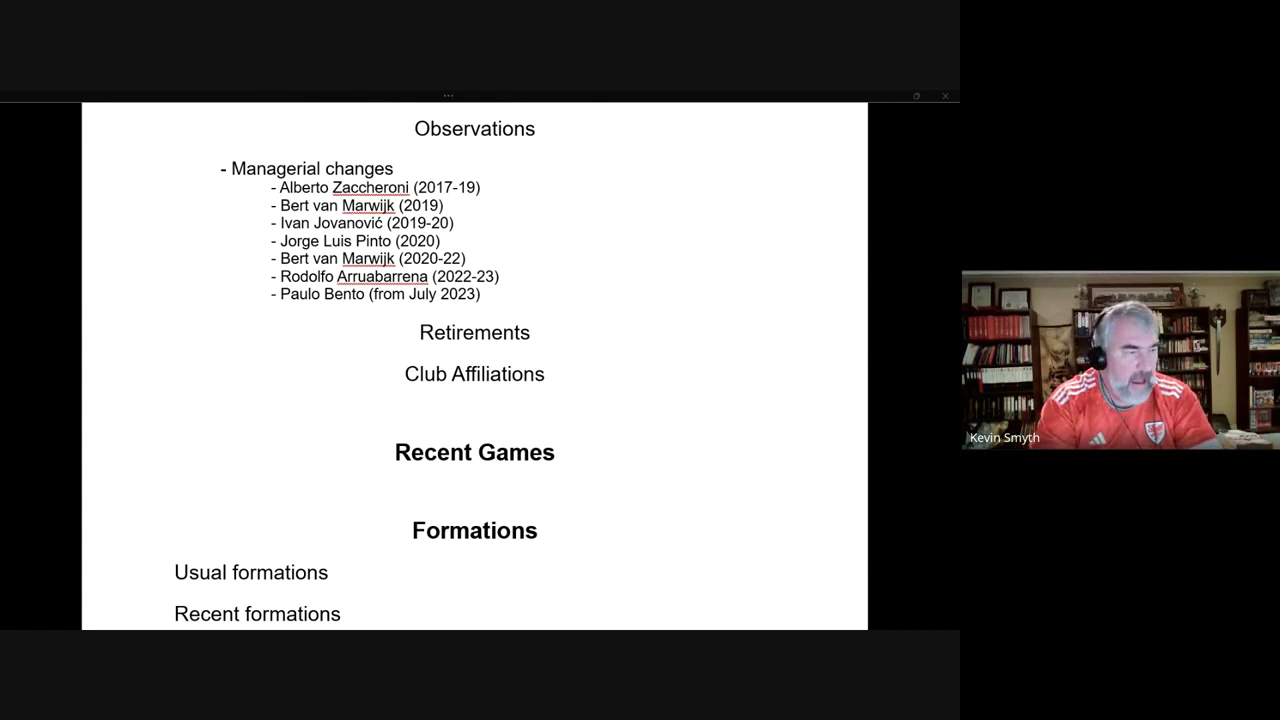 Observations
- Managerial changes
- Alberto Zaccheroni (2017-19)
- Bert van Marwijk (2019)
- Ivan Jovanović (2019-20)
- Jorge Luis Pinto (2020)
- Bert van Marwijk (2020-22)
- Rodolfo Arruabarrena (2022-23)
- Paulo Bento (from July 2023)
Retirements
Club Affiliations
Recent Games
Formations
Usual formations
Recent formations
Kevin Smyth